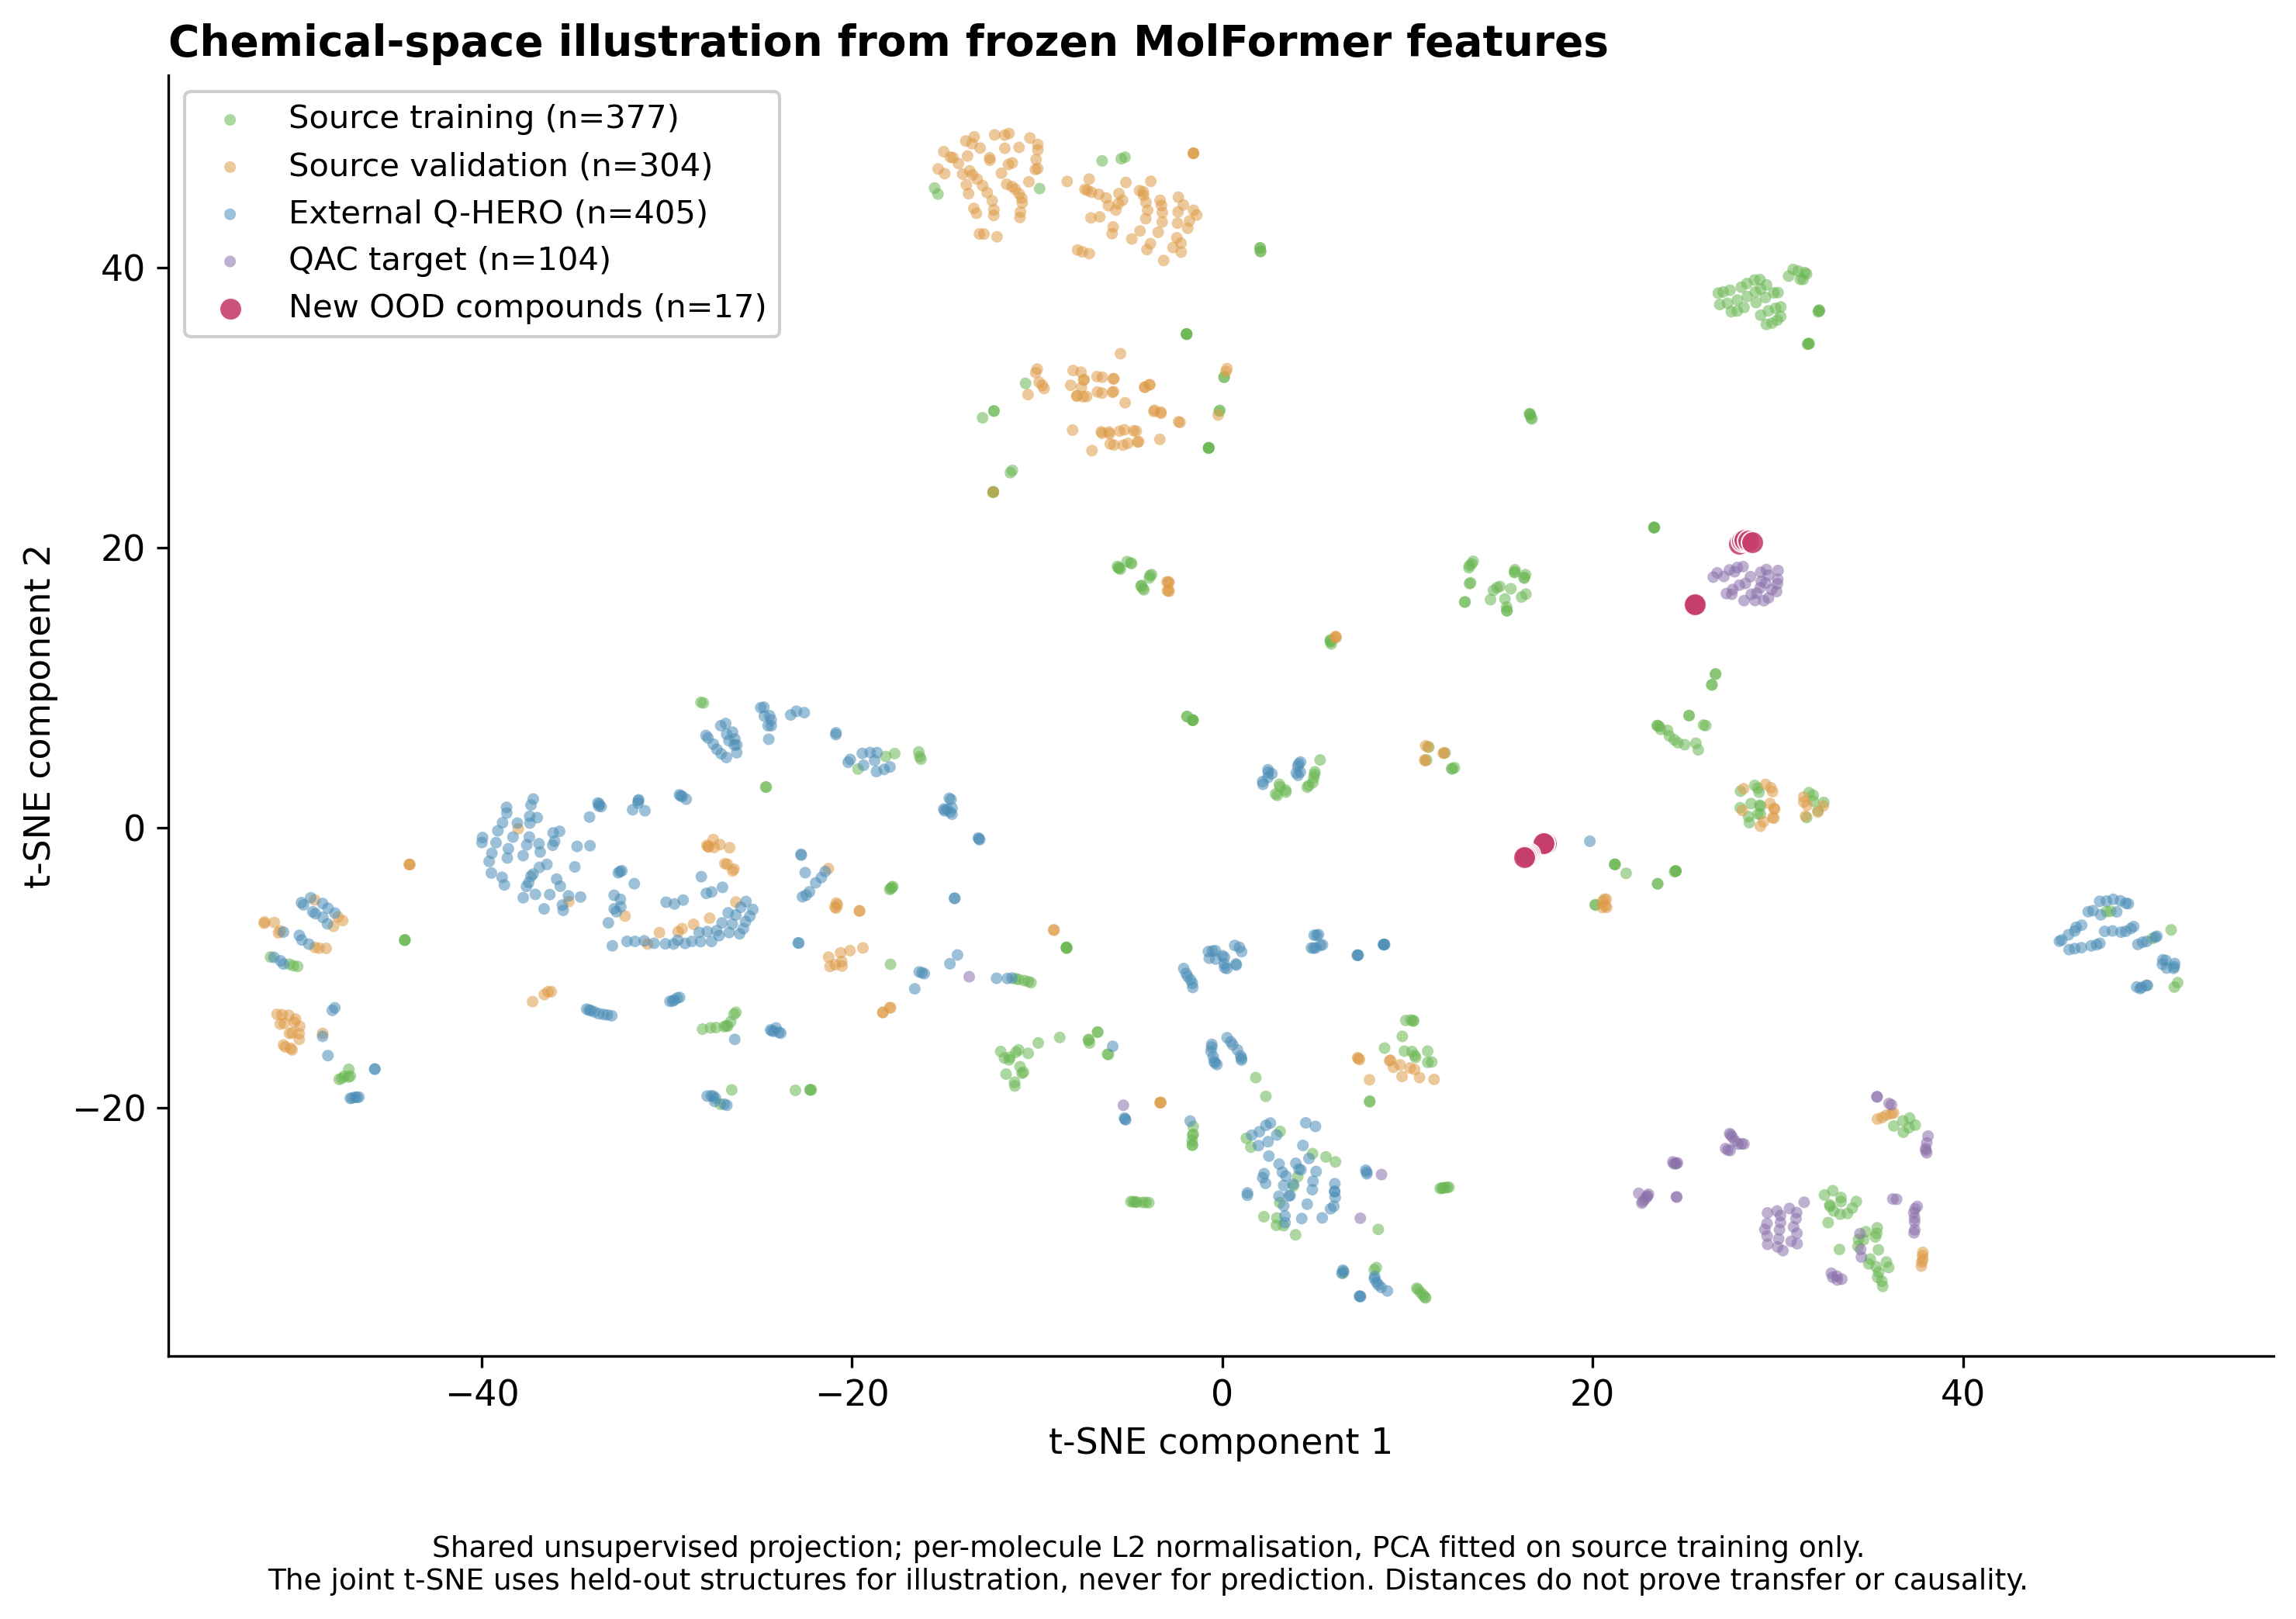 Chemical-space illustration from frozen MolFormer features
Source training (n=377)
Source validation (n=304)
External Q-HERO (n=405)
QAC target (n=104)
New OOD compounds (n=17)
t-SNE component 2
40
20
0
−20
−40
−20
0
20
40
t-SNE component 1
Shared unsupervised projection; per-molecule L2 normalisation, PCA fitted on source training only.
The joint t-SNE uses held-out structures for illustration, never for prediction. Distances do not prove transfer or causality.